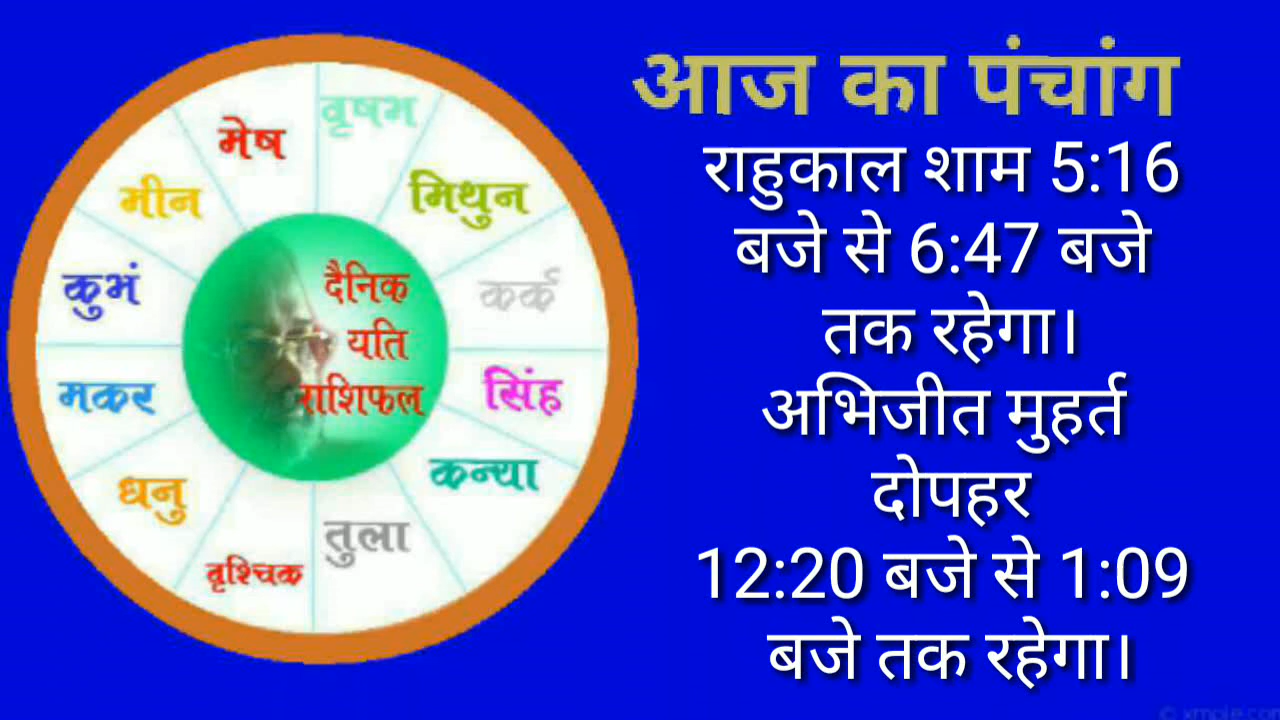 आज का पंचांग
राहुकाल शाम 5:16
बजे से 6:47 बजे
तक रहेगा।
अभिजीत मुहर्त
दोपहर
12:20 बजे से 1:09
बजे तक रहेगा।
मेष
वृषभ
मिथुन
कर्क
सिंह
कन्या
तुला
वृश्चिक
धनु
मकर
कुभं
मीन
दैनिक
यति
राशिफल